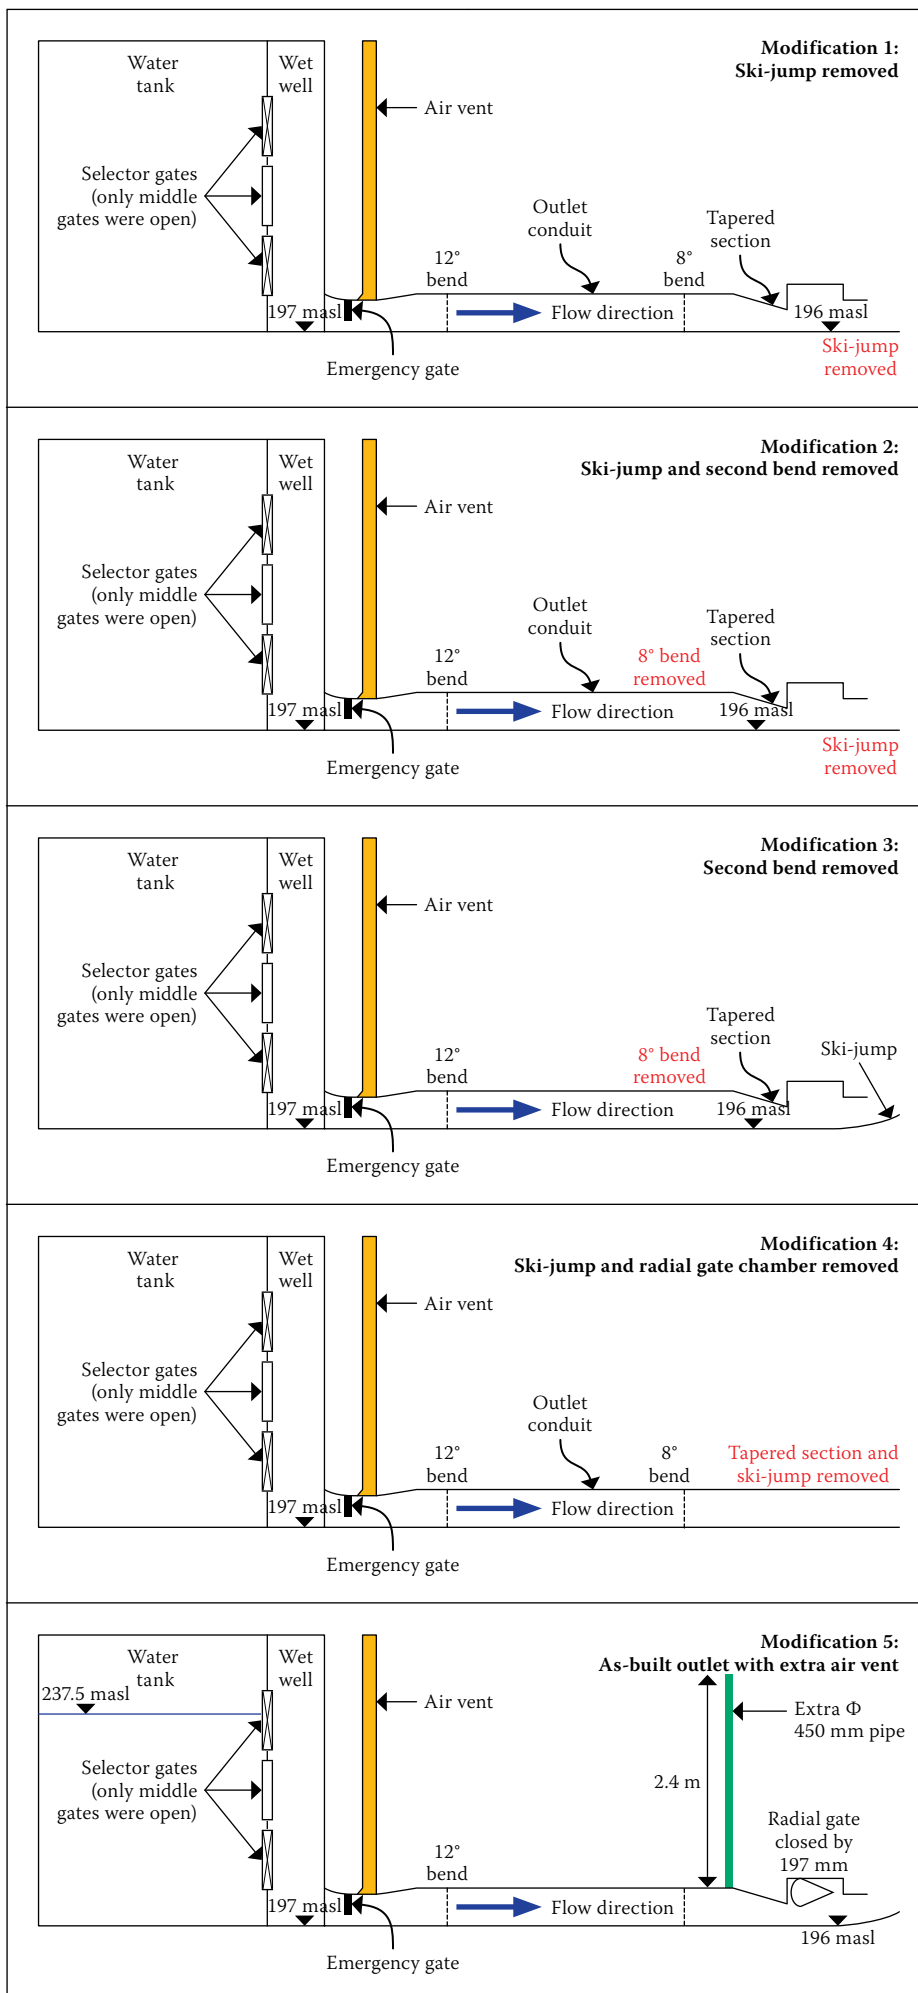 Modification 1:
Ski-jump removed
Water
tank
Wet
well
Air vent
Selector gates
(only middle
gates were open)
Outlet
conduit
Tapered
section
12°
bend
8°
bend
197 masl
Flow direction
196 masl
Emergency gate
Ski-jump
removed
Modification 2:
Ski-jump and second bend removed
Water
tank
Wet
well
Air vent
Selector gates
(only middle
gates were open)
Outlet
conduit
Tapered
section
12°
bend
8° bend
removed
197 masl
Flow direction
196 masl
Emergency gate
Ski-jump
removed
Modification 3:
Second bend removed
Water
tank
Wet
well
Air vent
Selector gates
(only middle
gates were open)
Tapered
section
Ski-jump
12°
bend
8° bend
removed
197 masl
Flow direction
196 masl
Emergency gate
Modification 4:
Ski-jump and radial gate chamber removed
Water
tank
Wet
well
Air vent
Selector gates
(only middle
gates were open)
Outlet
conduit
12°
bend
8°
bend
Tapered section and
ski-jump removed
197 masl
Flow direction
Emergency gate
Modification 5:
As-built outlet with extra air vent
Water
tank
Wet
well
237.5 masl
Air vent
Extra Φ
450 mm pipe
Selector gates
(only middle
gates were open)
2.4 m
Radial gate
closed by
197 mm
12°
bend
197 masl
Flow direction
196 masl
Emergency gate